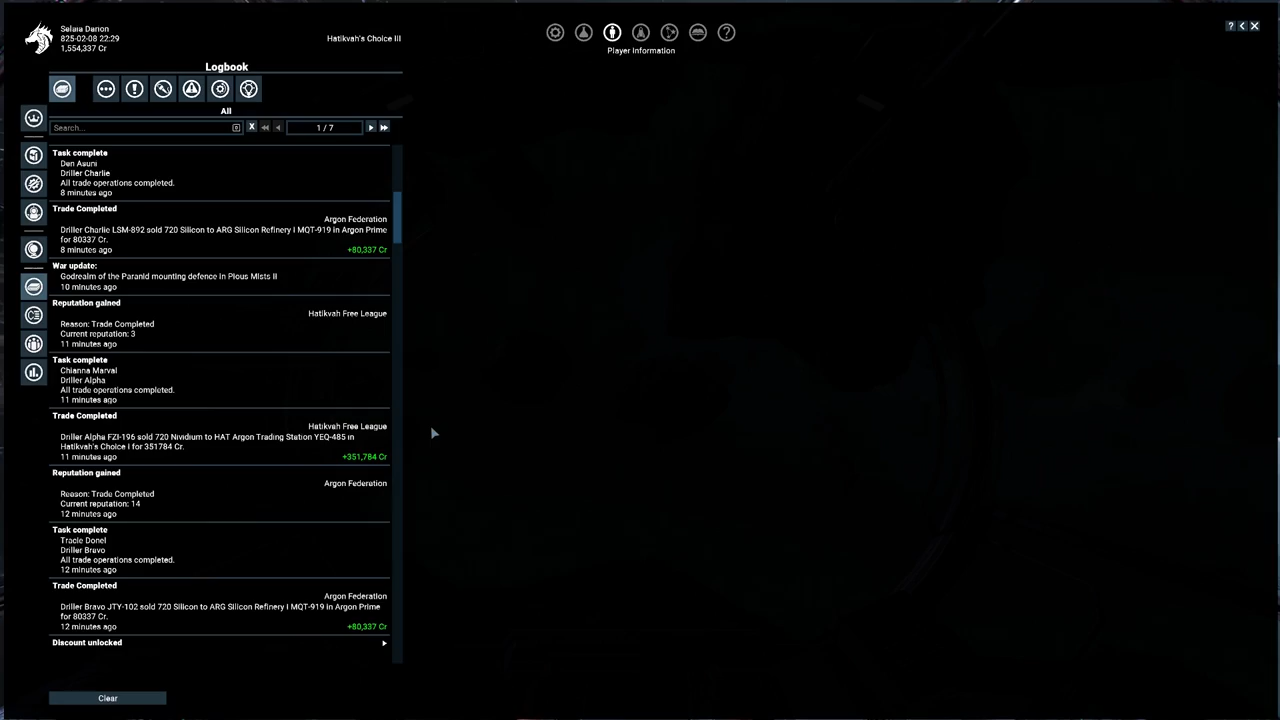 Selaia Darion
825-02-08 22:29
1,554,337 Cr
Hatikvah's Choice III
Player Information
Logbook
All
Search...
X
1 / 7
Task complete
Den Asuni
Driller Charlie
All trade operations completed.
8 minutes ago
Trade Completed
Argon Federation
Driller Charlie LSM-892 sold 720 Silicon to ARG Silicon Refinery I MQT-919 in Argon Prime
for 80337 Cr.
8 minutes ago
+80,337 Cr
War update:
Godrealm of the Paranid mounting defence in Pious Mists II
10 minutes ago
Reputation gained
Hatikvah Free League
Reason: Trade Completed
Current reputation: 3
11 minutes ago
Task complete
Chianna Marval
Driller Alpha
All trade operations completed.
11 minutes ago
Trade Completed
Hatikvah Free League
Driller Alpha FZI-196 sold 720 Nividium to HAT Argon Trading Station YEQ-485 in
Hatikvah's Choice I for 351784 Cr.
11 minutes ago
+351,784 Cr
Reputation gained
Argon Federation
Reason: Trade Completed
Current reputation: 14
12 minutes ago
Task complete
Tracie Donel
Driller Bravo
All trade operations completed.
12 minutes ago
Trade Completed
Argon Federation
Driller Bravo JTY-102 sold 720 Silicon to ARG Silicon Refinery I MQT-919 in Argon Prime
for 80337 Cr.
12 minutes ago
+80,337 Cr
Discount unlocked
Clear